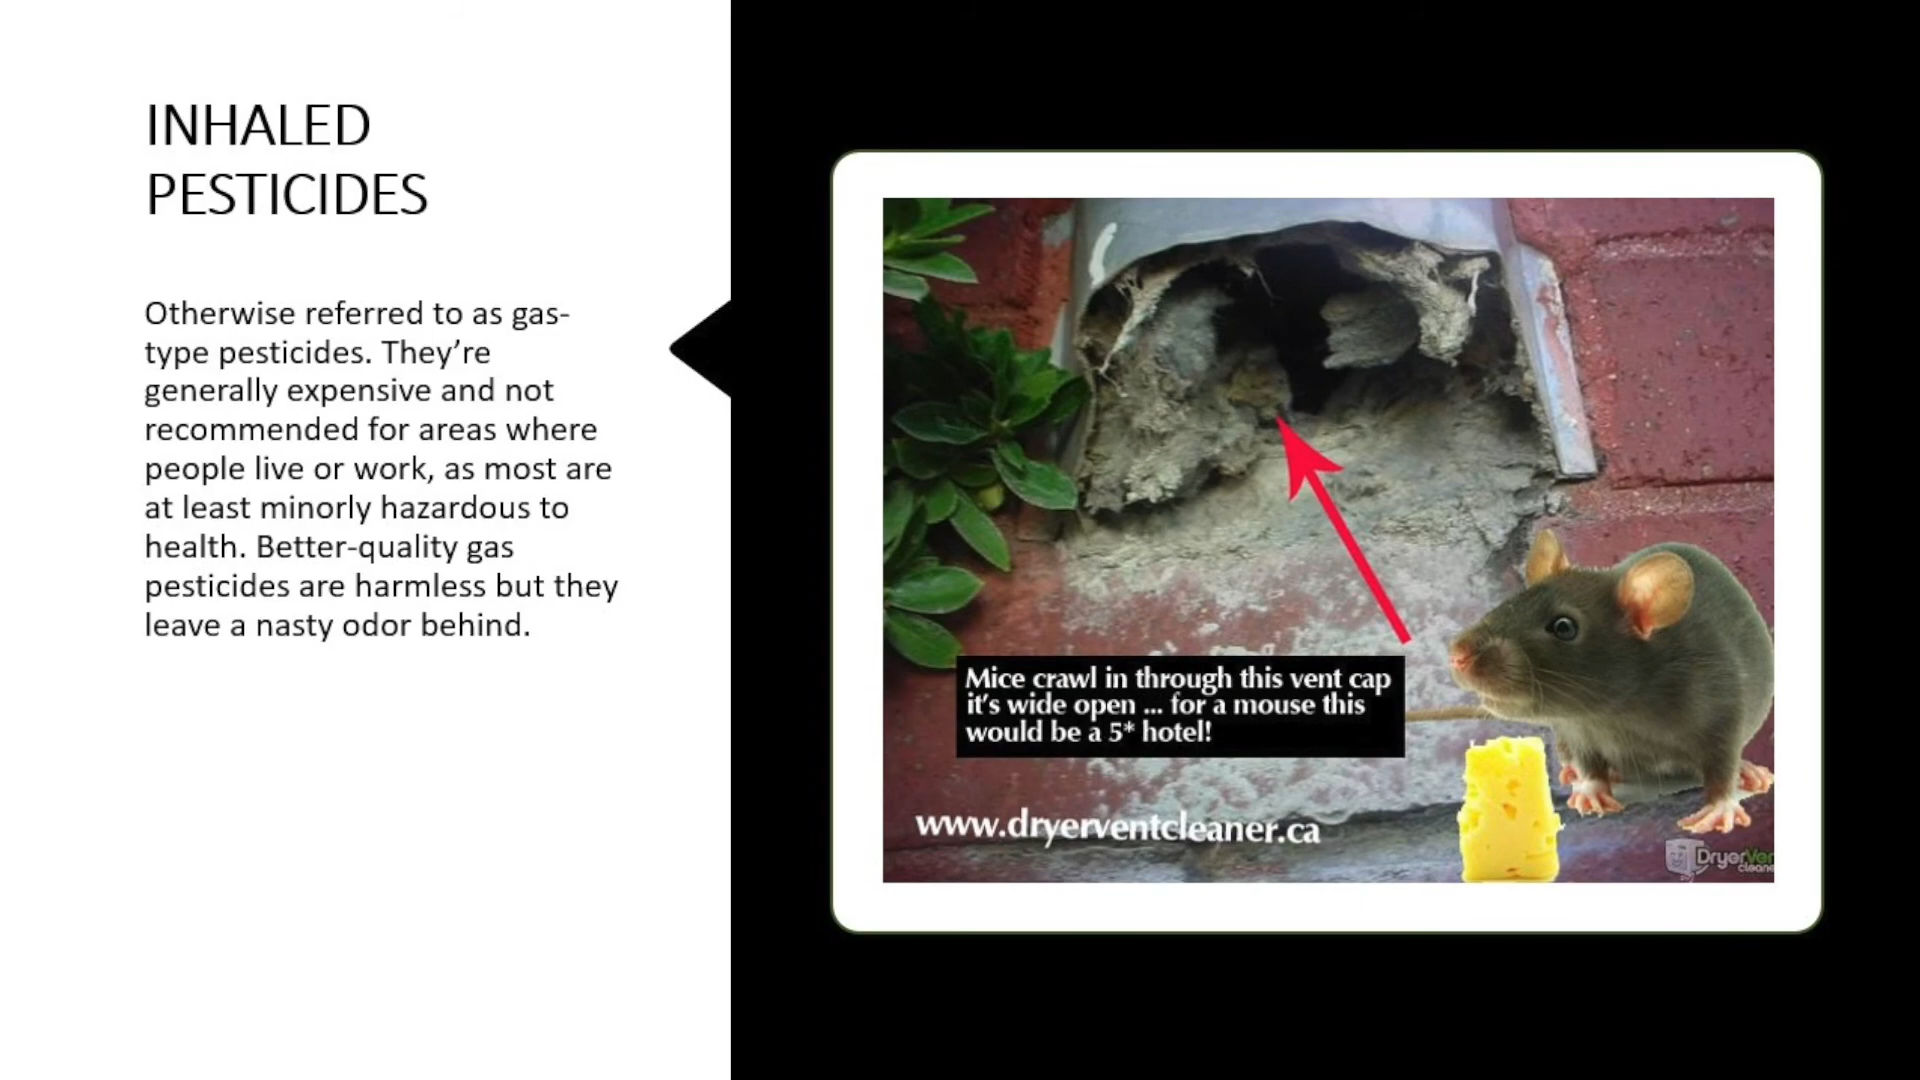 INHALED
PESTICIDES
Otherwise referred to as gas-
type pesticides. They’re
generally expensive and not
recommended for areas where
people live or work, as most are
at least minorly hazardous to
health. Better-quality gas
pesticides are harmless but they
leave a nasty odor behind.
Mice crawl in through this vent cap
it's wide open ... for a mouse this
would be a 5* hotel!
www.dryerventcleaner.ca
DryerVen
cleane